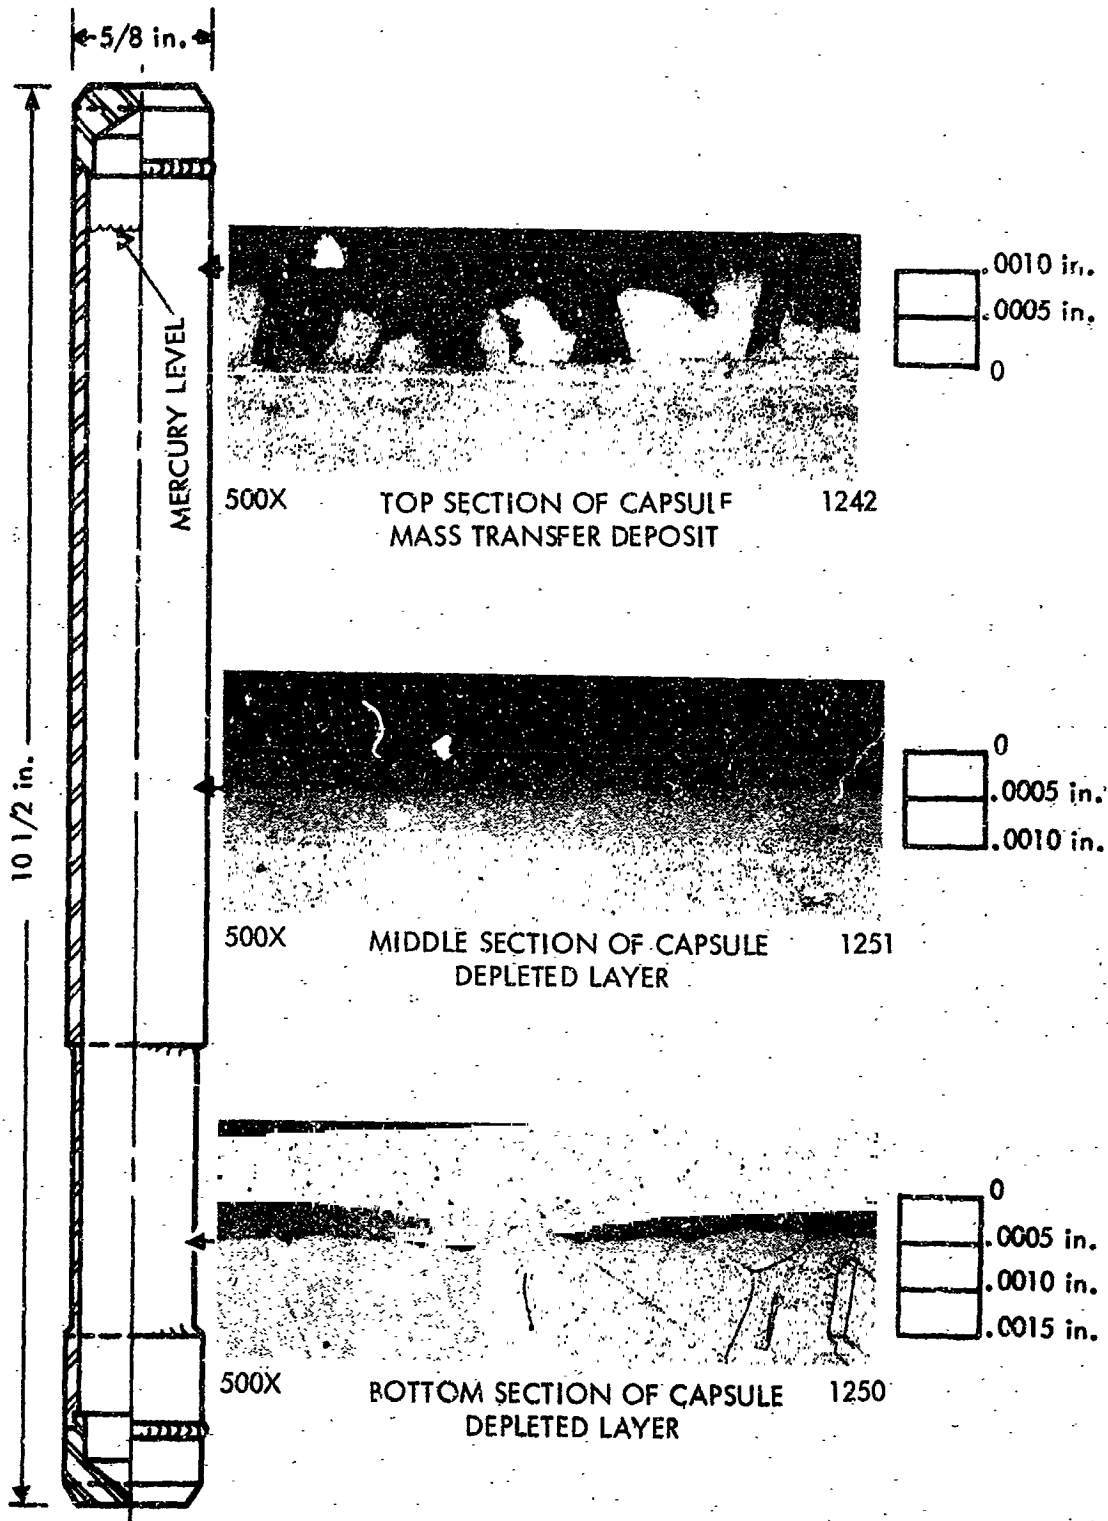 5/8 in.
10 1/2 in.
MERCURY LEVEL
.0010 in.
.0005 in.
0
500X TOP SECTION OF CAPSULE 1242
MASS TRANSFER DEPOSIT
0
.0005 in.
.0010 in.
500X MIDDLE SECTION OF CAPSULE 1251
DEPLETED LAYER
0
.0005 in.
.0010 in.
.0015 in.
500X BOTTOM SECTION OF CAPSULE 1250
DEPLETED LAYER